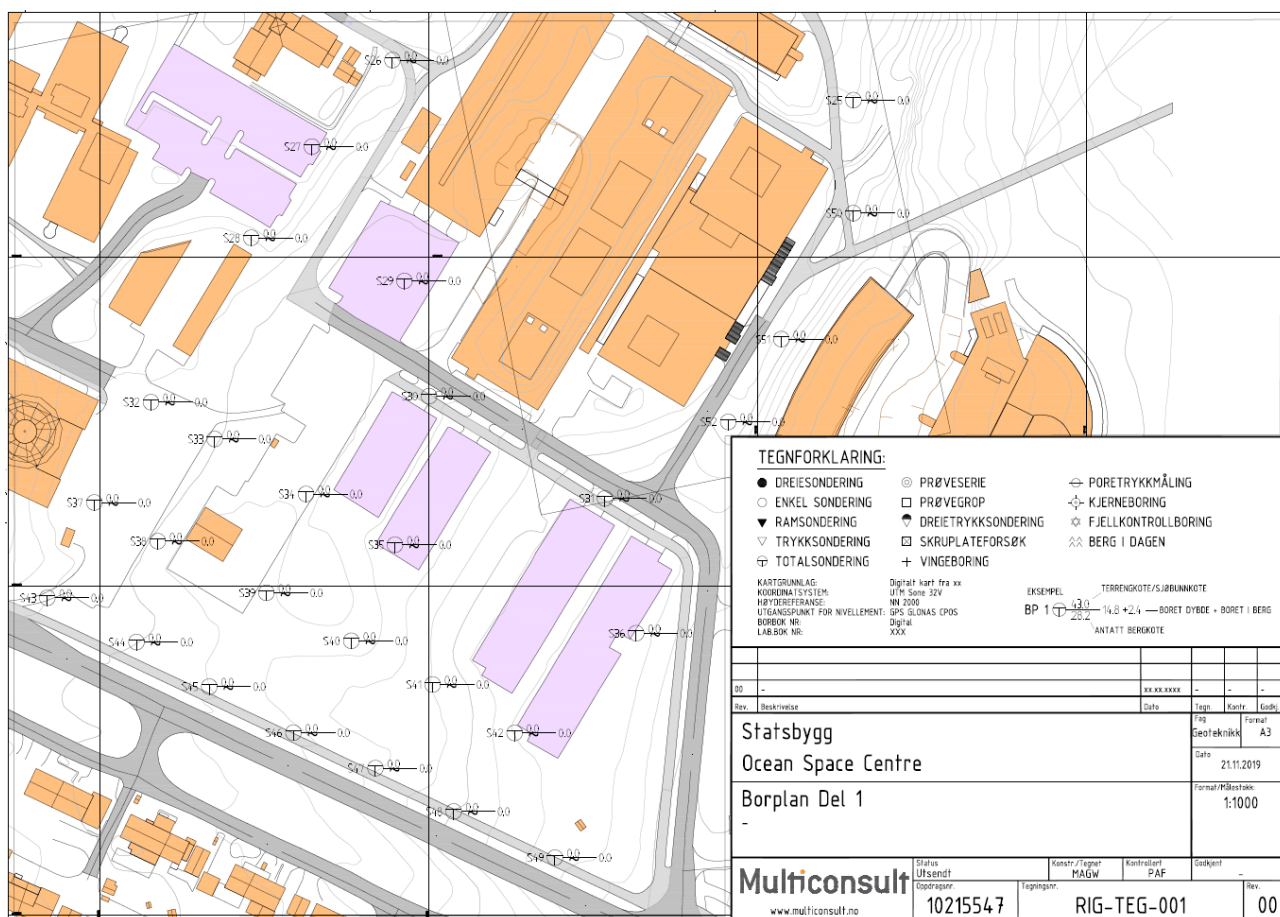 S26 0.0
S25 0.0
S27 0.0
S50 0.0
S28 0.0
S29 0.0
S51 0.0
S30 0.0
S32 0.0
S52
S33 0.0
S34 0.0
S31 0.0
S37 0.0
S38 0.0
S35 0.0
S39 0.0
S43 0.0
S36 0.0
S44 0.0
S40 0.0
S41 0.0
S45 0.0
S46 0.0
S42 0.0
S47 0.0
S48 0.0
S49 0.0
TEGNFORKLARING:
DREIESONDERING PRØVESERIE PORETRYKKMÅLING
ENKEL SONDERING PRØVEGROP KJERNEBORING
RAMSONDERING DREIETRYKKSONDERING FJELLKONTROLLBORING
TRYKKSONDERING SKRUPLATEFORSØK BERG I DAGEN
TOTALSONDERING VINGEBORING
KARTGRUNNLAG: Digitalt kart fra xx
KOORDINATSYSTEM: UTM Sone 32V
HØYDEREFERANSE: NN 2000
UTGANGSPUNKT FOR NIVELLEMENT: GPS GLONAS CPOS
BORBOK NR: Digital
LAB.BOK NR: XXX
EKSEMPEL TERRENGKOTE/SJØBUNNKOTE
BP 1 43.0 14.8 +2.4 BORET DYBDE + BORET I BERG
28.2
ANTATT BERGKOTE
00 - xx.xx.xxxx - - -
Rev. Beskrivelse Dato Tegn. Kontr. Godkj.
Statsbygg
Ocean Space Centre
Fag Format
Geoteknikk A3
Dato
21.11.2019
Borplan Del 1
-
Format/Målestokk:
1:1000
Multiconsult
www.multiconsult.no
Status Konstr./Tegnet Kontrollert Godkjent
Utsendt MAGW PAF -
Oppdragsnr. Tegningsnr. Rev.
10215547 RIG-TEG-001 00